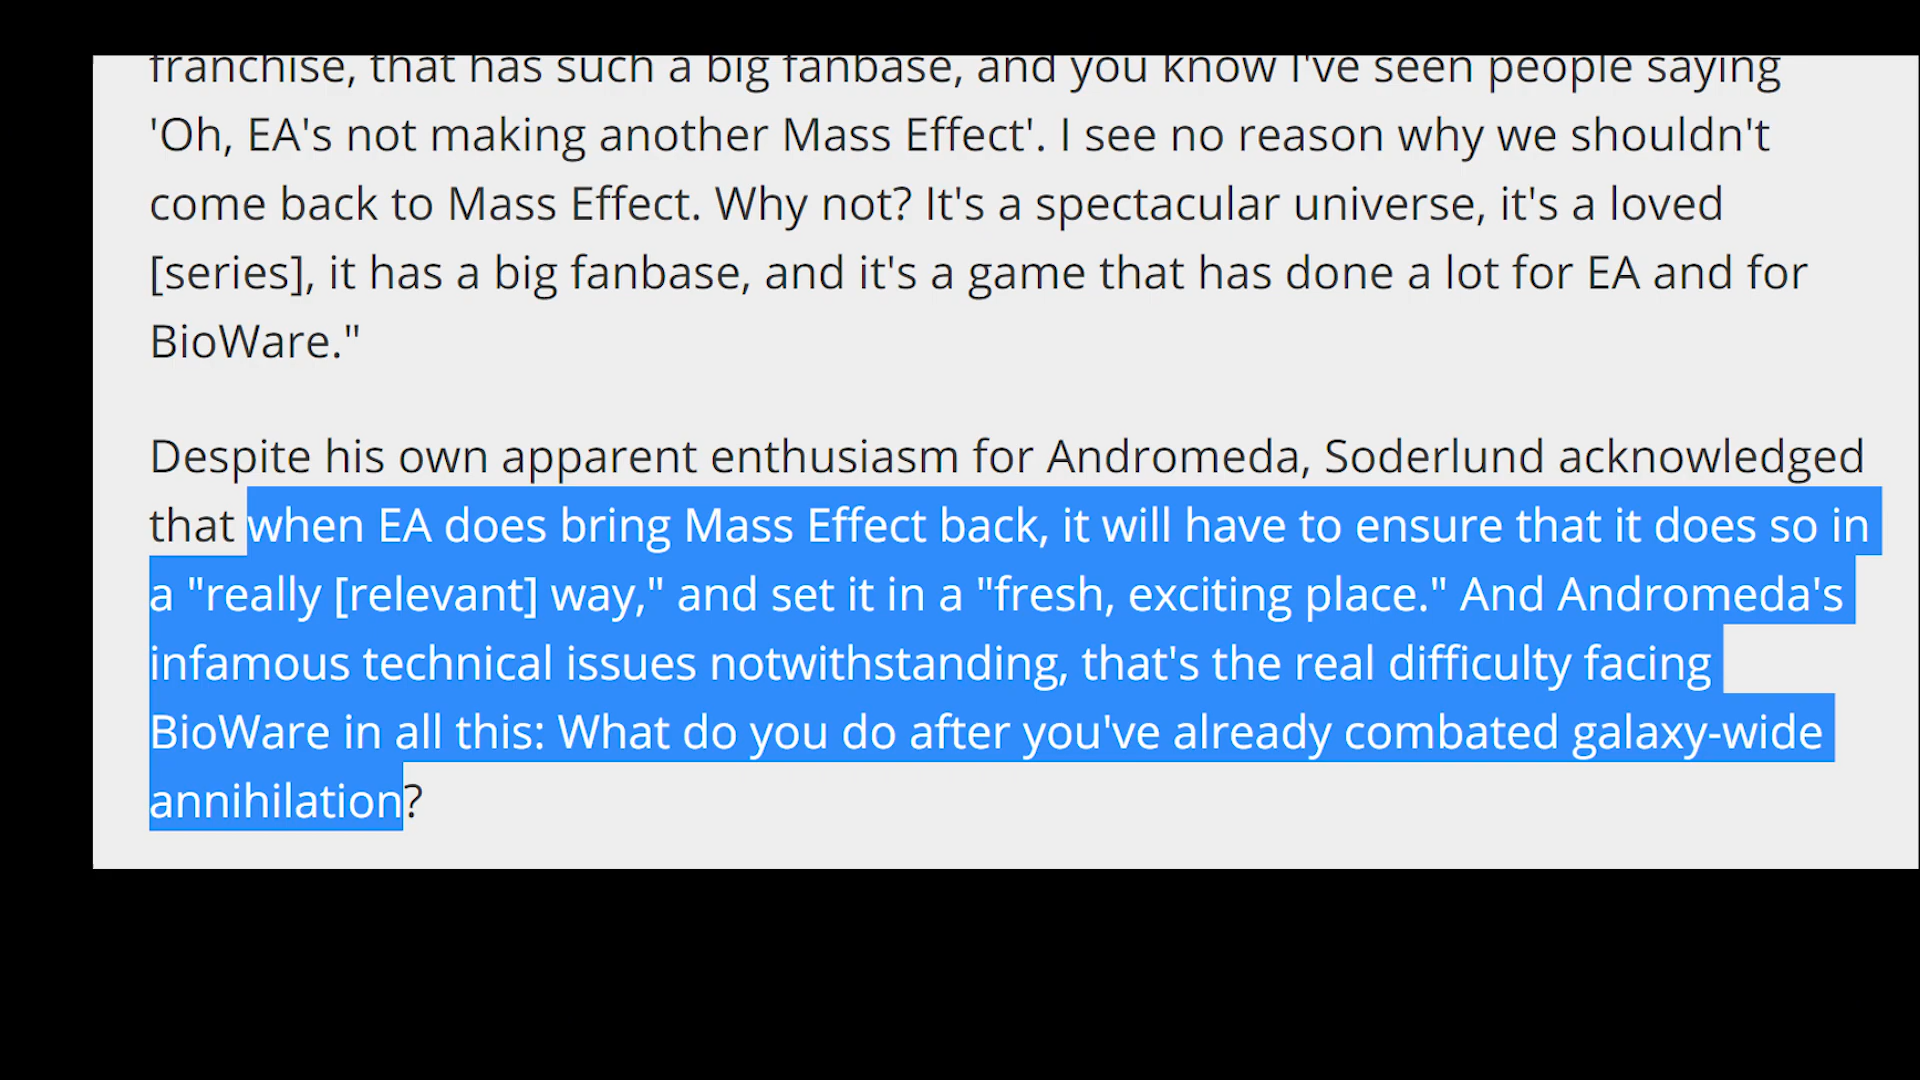 franchise, that has such a big fanbase, and you know I've seen people saying
'Oh, EA's not making another Mass Effect'. I see no reason why we shouldn't
come back to Mass Effect. Why not? It's a spectacular universe, it's a loved
[series], it has a big fanbase, and it's a game that has done a lot for EA and for
BioWare."
Despite his own apparent enthusiasm for Andromeda, Soderlund acknowledged
that when EA does bring Mass Effect back, it will have to ensure that it does so in
a "really [relevant] way," and set it in a "fresh, exciting place." And Andromeda's
infamous technical issues notwithstanding, that's the real difficulty facing
BioWare in all this: What do you do after you've already combated galaxy-wide
annihilation?